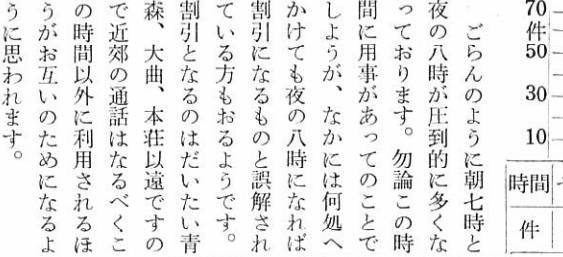 ごらんのように朝七時と
夜の八時が圧到的に多くな
っております。勿論この時
間に用事があってのことで
しようが、なかには何処へ
かけても夜の八時になれば
割引になるものと誤解され
ている方もおるようです。
割引となるのはだいたい青
森、大曲、本荘以遠ですの
で近郊の通話はなるべくこ
の時間以外に利用されるほ
うがお互いのためになるよ
うに思われます。
70
件
50
30
10
時間
件